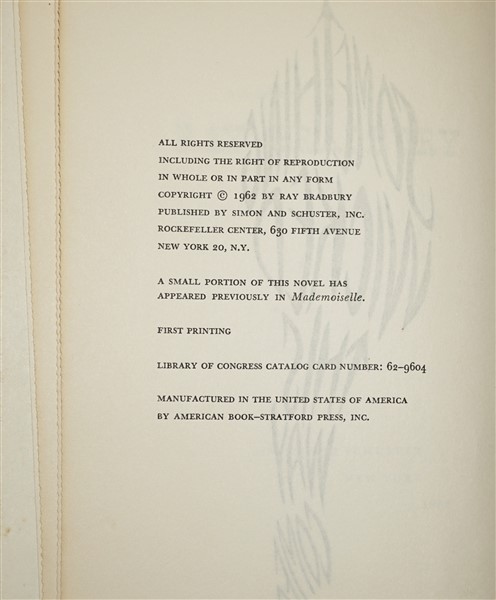 ALL RIGHTS RESERVED
INCLUDING THE RIGHT OF REPRODUCTION
IN WHOLE OR IN PART IN ANY FORM
COPYRIGHT © 1962 BY RAY BRADBURY
PUBLISHED BY SIMON AND SCHUSTER, INC.
ROCKEFELLER CENTER, 630 FIFTH AVENUE
NEW YORK 20, N.Y.
A SMALL PORTION OF THIS NOVEL HAS
APPEARED PREVIOUSLY IN Mademoiselle.
FIRST PRINTING
LIBRARY OF CONGRESS CATALOG CARD NUMBER: 62–9604
MANUFACTURED IN THE UNITED STATES OF AMERICA
BY AMERICAN BOOK–STRATFORD PRESS, INC.